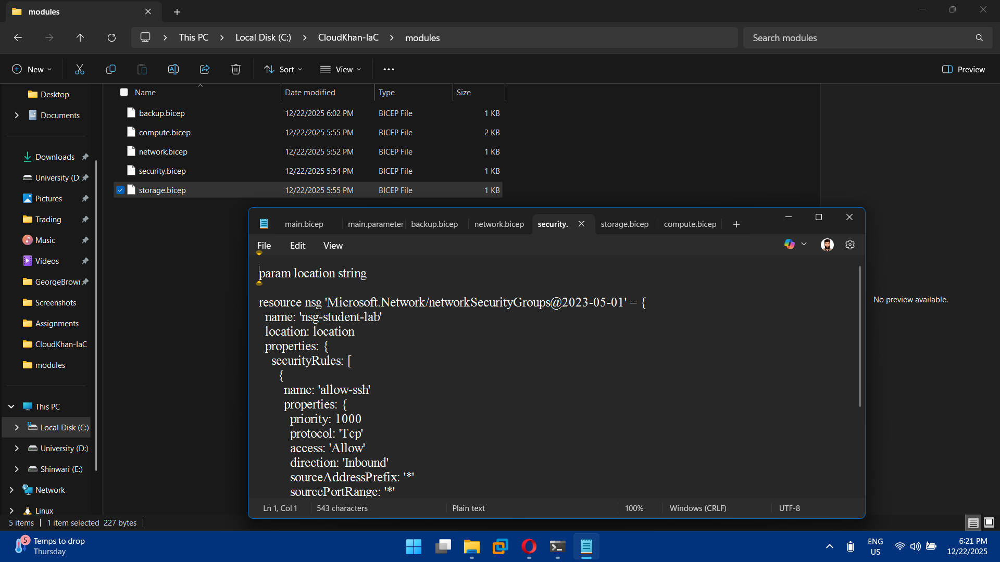 modules
This PC
Local Disk (C:)
CloudKhan-IaC
modules
Search modules
New
Sort
View
Preview
Name
Date modified
Type
Size
backup.bicep 12/22/2025 6:02 PM BICEP File 1 KB
compute.bicep 12/22/2025 5:55 PM BICEP File 2 KB
network.bicep 12/22/2025 5:52 PM BICEP File 1 KB
security.bicep 12/22/2025 5:54 PM BICEP File 1 KB
storage.bicep 12/22/2025 5:55 PM BICEP File 1 KB
Desktop
Documents
Downloads
University (D:
Pictures
Trading
Music
Videos
GeorgeBrow
Screenshots
Assignments
CloudKhan-IaC
modules
This PC
Local Disk (C:)
University (D:)
Shinwari (E:)
Network
Linux
No preview available.
main.bicep
main.parameter
backup.bicep
network.bicep
security.
storage.bicep
compute.bicep
File
Edit
View
param location string
resource nsg 'Microsoft.Network/networkSecurityGroups@2023-05-01' = {
name: 'nsg-student-lab'
location: location
properties: {
securityRules: [
{
name: 'allow-ssh'
properties: {
priority: 1000
protocol: 'Tcp'
access: 'Allow'
direction: 'Inbound'
sourceAddressPrefix: '*'
sourcePortRange: '*'
Ln 1, Col 1
543 characters
Plain text
100%
Windows (CRLF)
UTF-8
5 items
1 item selected 227 bytes
5
Temps to drop
Thursday
ENG
US
6:21 PM
12/22/2025